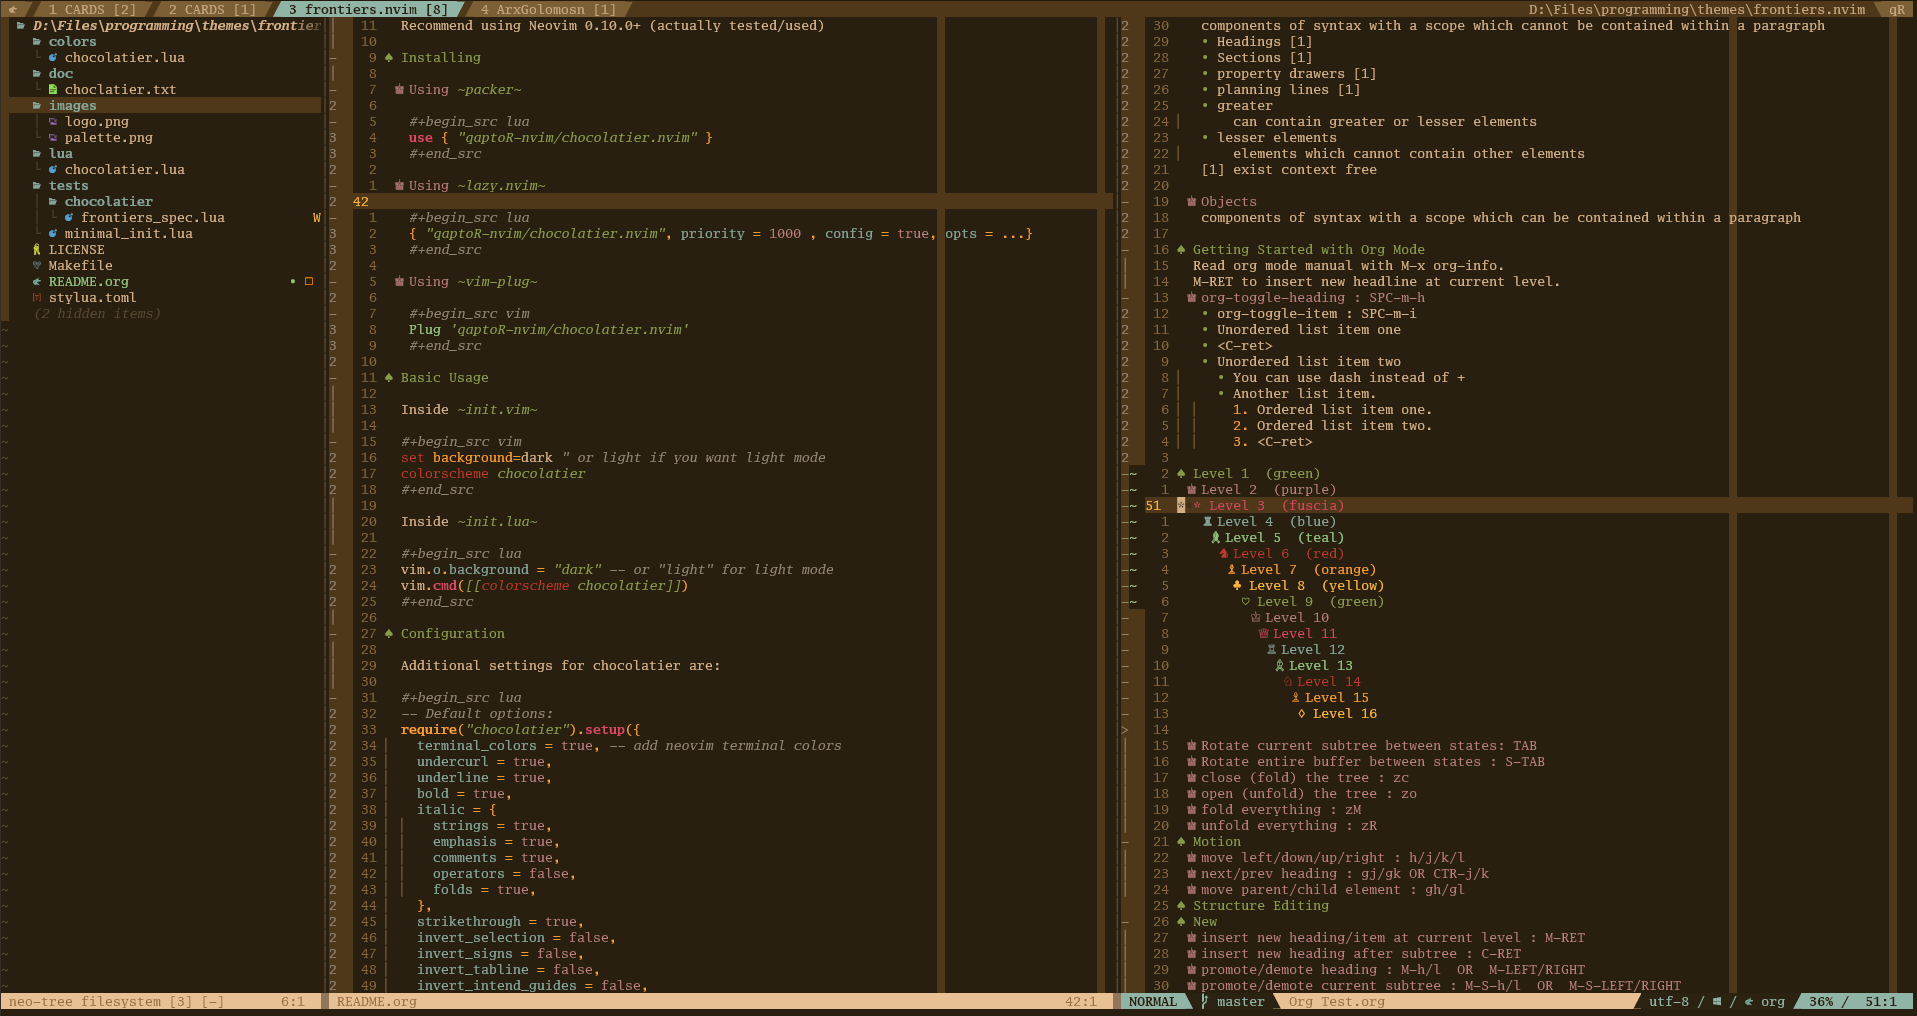 1 CARDS [2]  2 CARDS [1]  3 frontiers.nvim [8]  4 ArxGolomosn [1]  D:\Files\programming\themes\frontiers.nvim  qR
D:\Files\programming\themes\frontier
colors
chocolatier.lua
doc
choclatier.txt
images
logo.png
palette.png
lua
chocolatier.lua
tests
chocolatier
frontiers_spec.lua W
minimal_init.lua
LICENSE
Makefile
README.org
stylua.toml
(2 hidden items)
neo-tree filesystem [3] [-] 6:1
11 Recommend using Neovim 0.10.0+ (actually tested/used)
10
9 ♠ Installing
8
7 Using ~packer~
6
5 #+begin_src lua
4 use { "qaptoR-nvim/chocolatier.nvim" }
3 #+end_src
2
1 Using ~lazy.nvim~
42
1 #+begin_src lua
2 { "qaptoR-nvim/chocolatier.nvim", priority = 1000 , config = true, opts = ...}
3 #+end_src
4
5 Using ~vim-plug~
6
7 #+begin_src vim
8 Plug 'qaptoR-nvim/chocolatier.nvim'
9 #+end_src
10
11 ♠ Basic Usage
12
13 Inside ~init.vim~
14
15 #+begin_src vim
16 set background=dark " or light if you want light mode
17 colorscheme chocolatier
18 #+end_src
19
20 Inside ~init.lua~
21
22 #+begin_src lua
23 vim.o.background = "dark" -- or "light" for light mode
24 vim.cmd([[colorscheme chocolatier]])
25 #+end_src
26
27 ♠ Configuration
28
29 Additional settings for chocolatier are:
30
31 #+begin_src lua
32 -- Default options:
33 require("chocolatier").setup({
34 terminal_colors = true, -- add neovim terminal colors
35 undercurl = true,
36 underline = true,
37 bold = true,
38 italic = {
39 strings = true,
40 emphasis = true,
41 comments = true,
42 operators = false,
43 folds = true,
44 },
45 strikethrough = true,
46 invert_selection = false,
47 invert_signs = false,
48 invert_tabline = false,
49 invert_intend_guides = false,
README.org 42:1
30 components of syntax with a scope which cannot be contained within a paragraph
29 • Headings [1]
28 • Sections [1]
27 • property drawers [1]
26 • planning lines [1]
25 • greater
24 can contain greater or lesser elements
23 • lesser elements
22 elements which cannot contain other elements
21 [1] exist context free
20
19 Objects
18 components of syntax with a scope which can be contained within a paragraph
17
16 ♠ Getting Started with Org Mode
15 Read org mode manual with M-x org-info.
14 M-RET to insert new headline at current level.
13 org-toggle-heading : SPC-m-h
12 • org-toggle-item : SPC-m-i
11 • Unordered list item one
10 • <C-ret>
9 • Unordered list item two
8 • You can use dash instead of +
7 • Another list item.
6 1. Ordered list item one.
5 2. Ordered list item two.
4 3. <C-ret>
3
2 ♠ Level 1 (green)
1 Level 2 (purple)
51 * * Level 3 (fuscia)
1 ♜ Level 4 (blue)
2 ♝ Level 5 (teal)
3 ♞ Level 6 (red)
4 ♝ Level 7 (orange)
5 ♣ Level 8 (yellow)
6 ♡ Level 9 (green)
7 ♔ Level 10
8 ♕ Level 11
9 ♖ Level 12
10 ♗ Level 13
11 ♘ Level 14
12 ♗ Level 15
13 ◊ Level 16
14
15 Rotate current subtree between states: TAB
16 Rotate entire buffer between states : S-TAB
17 close (fold) the tree : zc
18 open (unfold) the tree : zo
19 fold everything : zM
20 unfold everything : zR
21 ♠ Motion
22 move left/down/up/right : h/j/k/l
23 next/prev heading : gj/gk OR CTR-j/k
24 move parent/child element : gh/gl
25 ♠ Structure Editing
26 ♠ New
27 insert new heading/item at current level : M-RET
28 insert new heading after subtree : C-RET
29 promote/demote heading : M-h/l OR M-LEFT/RIGHT
30 promote/demote current subtree : M-S-h/l OR M-S-LEFT/RIGHT
NORMAL master Org Test.org utf-8 / / org 36% / 51:1